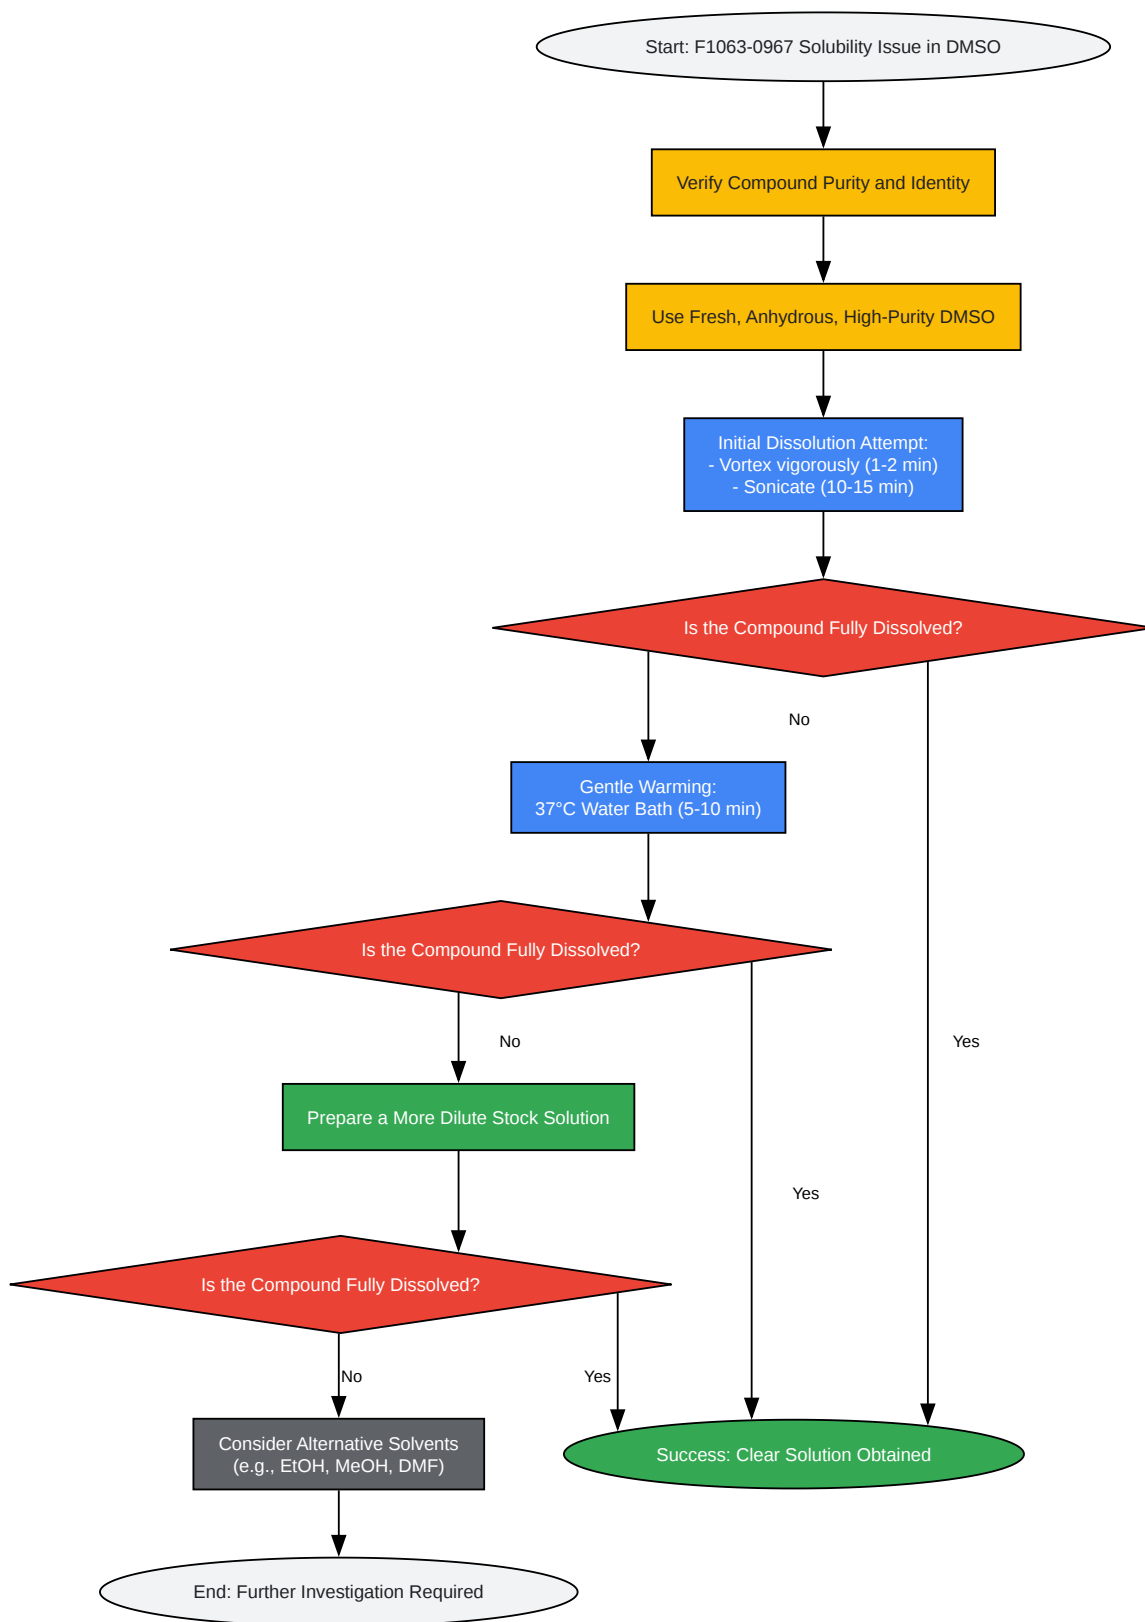 Start: F1063-0967 Solubility Issue in DMSO
Verify Compound Purity and Identity
Use Fresh, Anhydrous, High-Purity DMSO
Initial Dissolution Attempt:
- Vortex vigorously (1-2 min)
- Sonicate (10-15 min)
Is the Compound Fully Dissolved?
No
Gentle Warming:
37°C Water Bath (5-10 min)
Is the Compound Fully Dissolved?
No
Yes
Prepare a More Dilute Stock Solution
Yes
Is the Compound Fully Dissolved?
No
Yes
Consider Alternative Solvents
(e.g., EtOH, MeOH, DMF)
Success: Clear Solution Obtained
End: Further Investigation Required